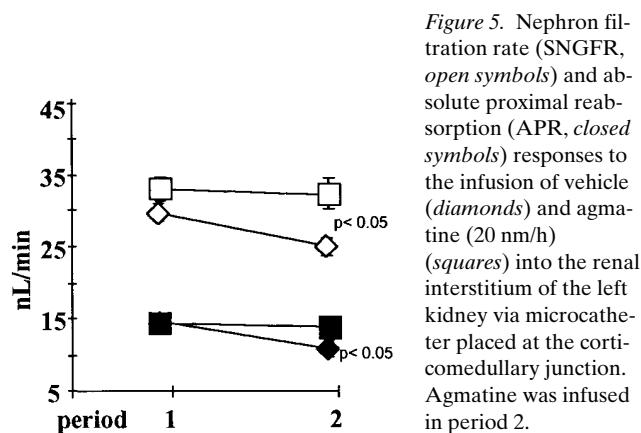 45
35
25
15
5
nL/min
p< 0.05
p< 0.05
period 1 2
Figure 5. Nephron fil-
tration rate (SNGFR,
open symbols) and ab-
solute proximal reab-
sorption (APR, closed
symbols) responses to
the infusion of vehicle
(diamonds) and agma-
tine (20 nm/h)
(squares) into the renal
interstitium of the left
kidney via microcathe-
ter placed at the corti-
comedullary junction.
Agmatine was infused
in period 2.